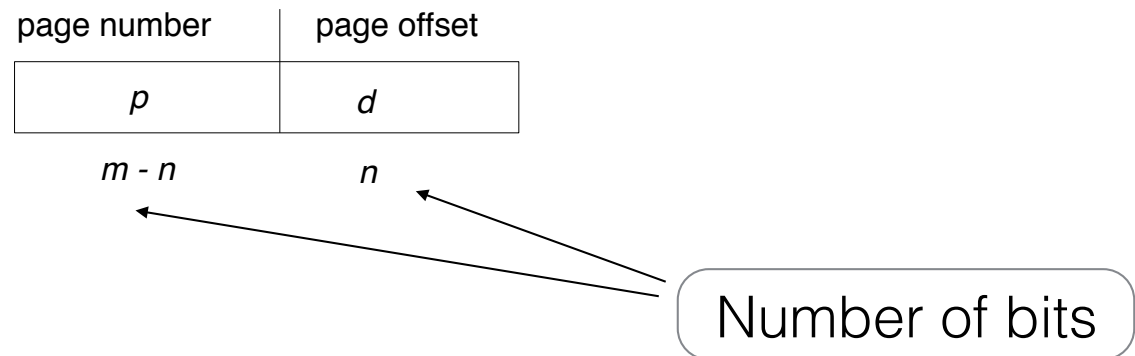 page number page offset
p d
m - n n
Number of bits